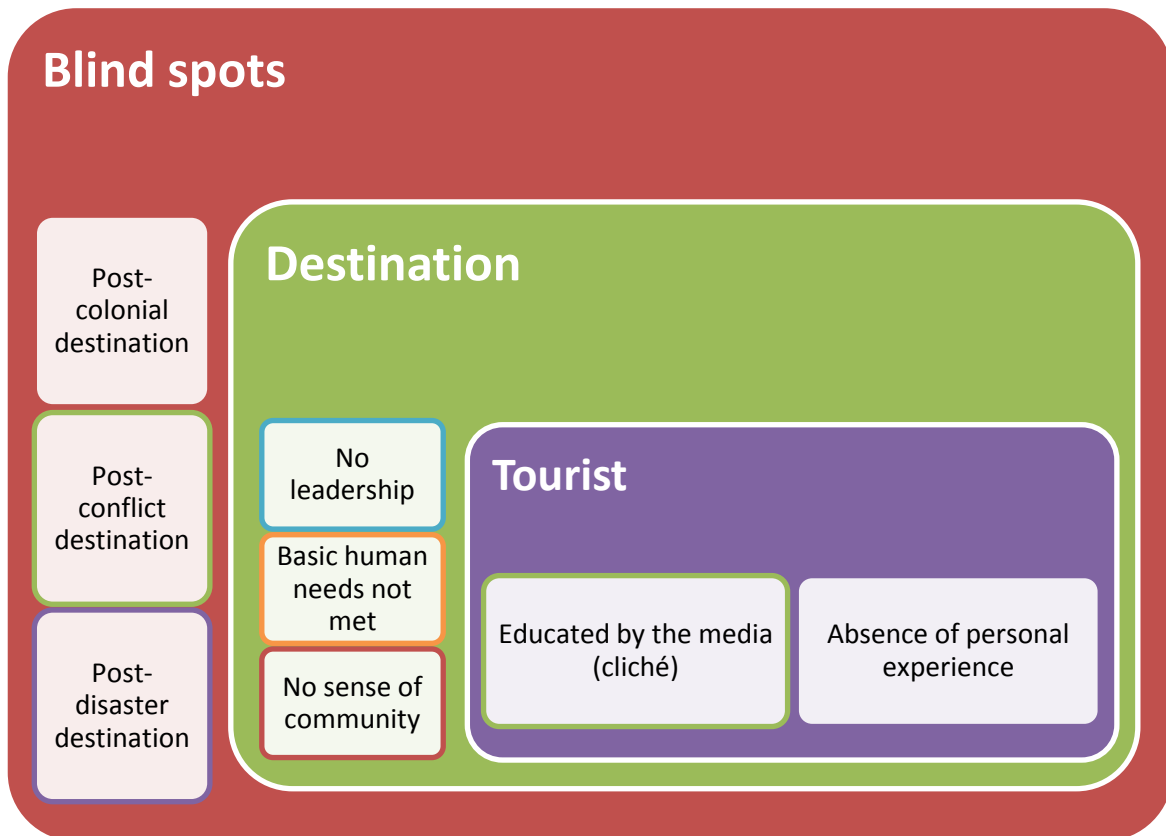 Blind spots
Post-
colonial
destination
Post-
conflict
destination
Post-
disaster
destination
Destination
No
leadership
Basic human
needs not
met
No sense of
community
Tourist
Educated by the media
(cliché)
Absence of personal
experience